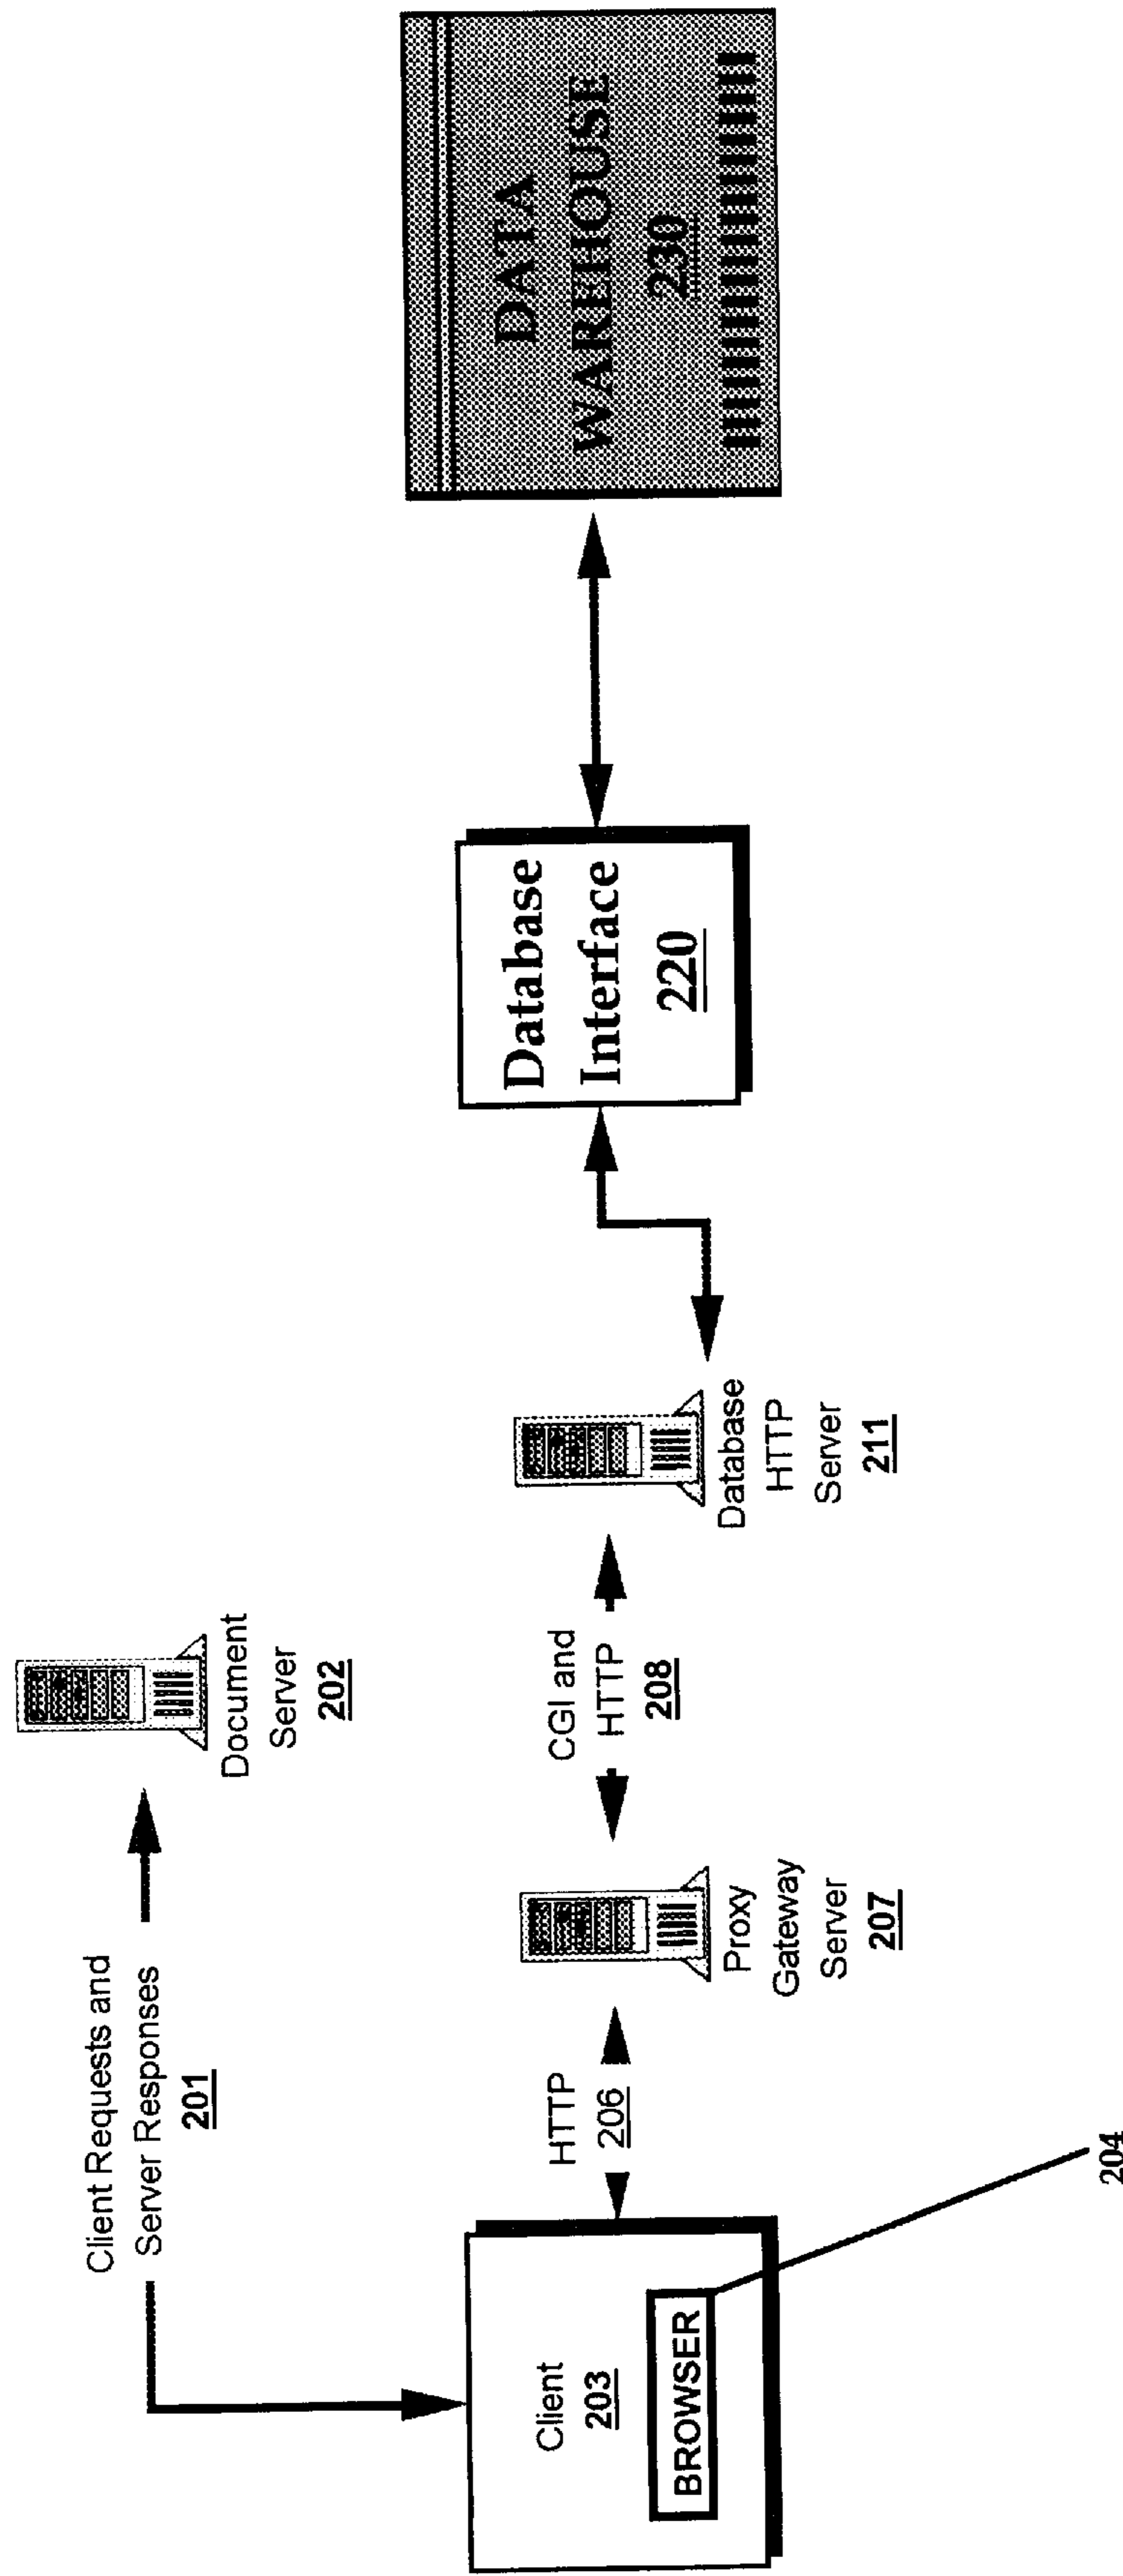 Client Requests and
Server Responses
201
Document
Server
202
Client
203
BROWSER
204
HTTP
206
Proxy
Gateway
Server
207
CGI and
HTTP
208
Database
HTTP
Server
211
Database
Interface
220
DATA
WAREHOUSE
230